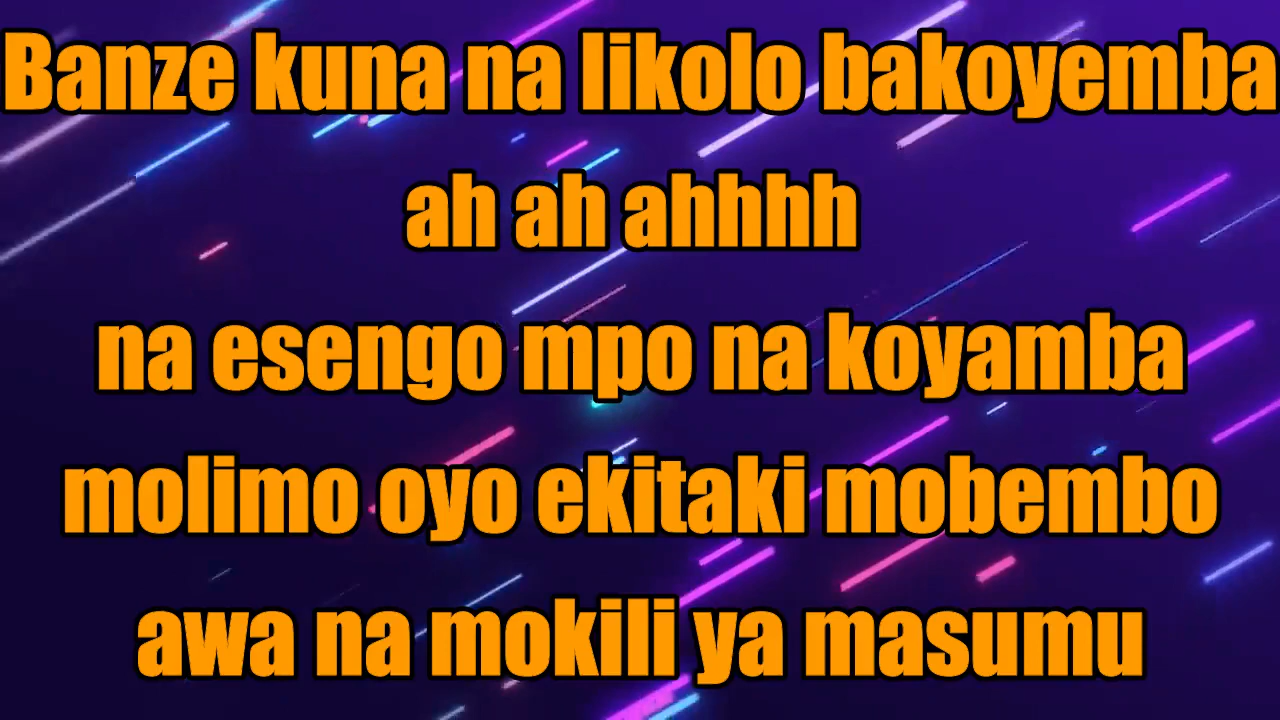 Banze kuna na likolo bakoyemba
ah ah ahhhh
na esengo mpo na koyamba
molimo oyo ekitaki mobembo
awa na mokili ya masumu